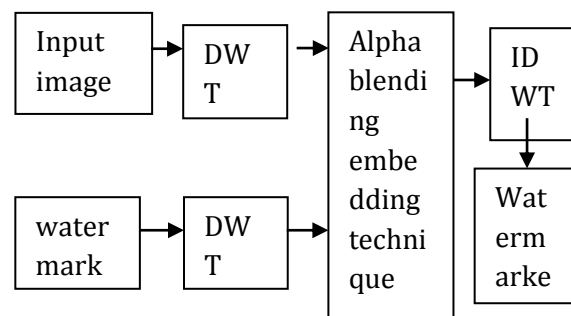 Input
image
DW
T
Alpha
blendi
ng
embe
dding
techni
que
ID
WT
water
mark
DW
T
Wat
erm
arke